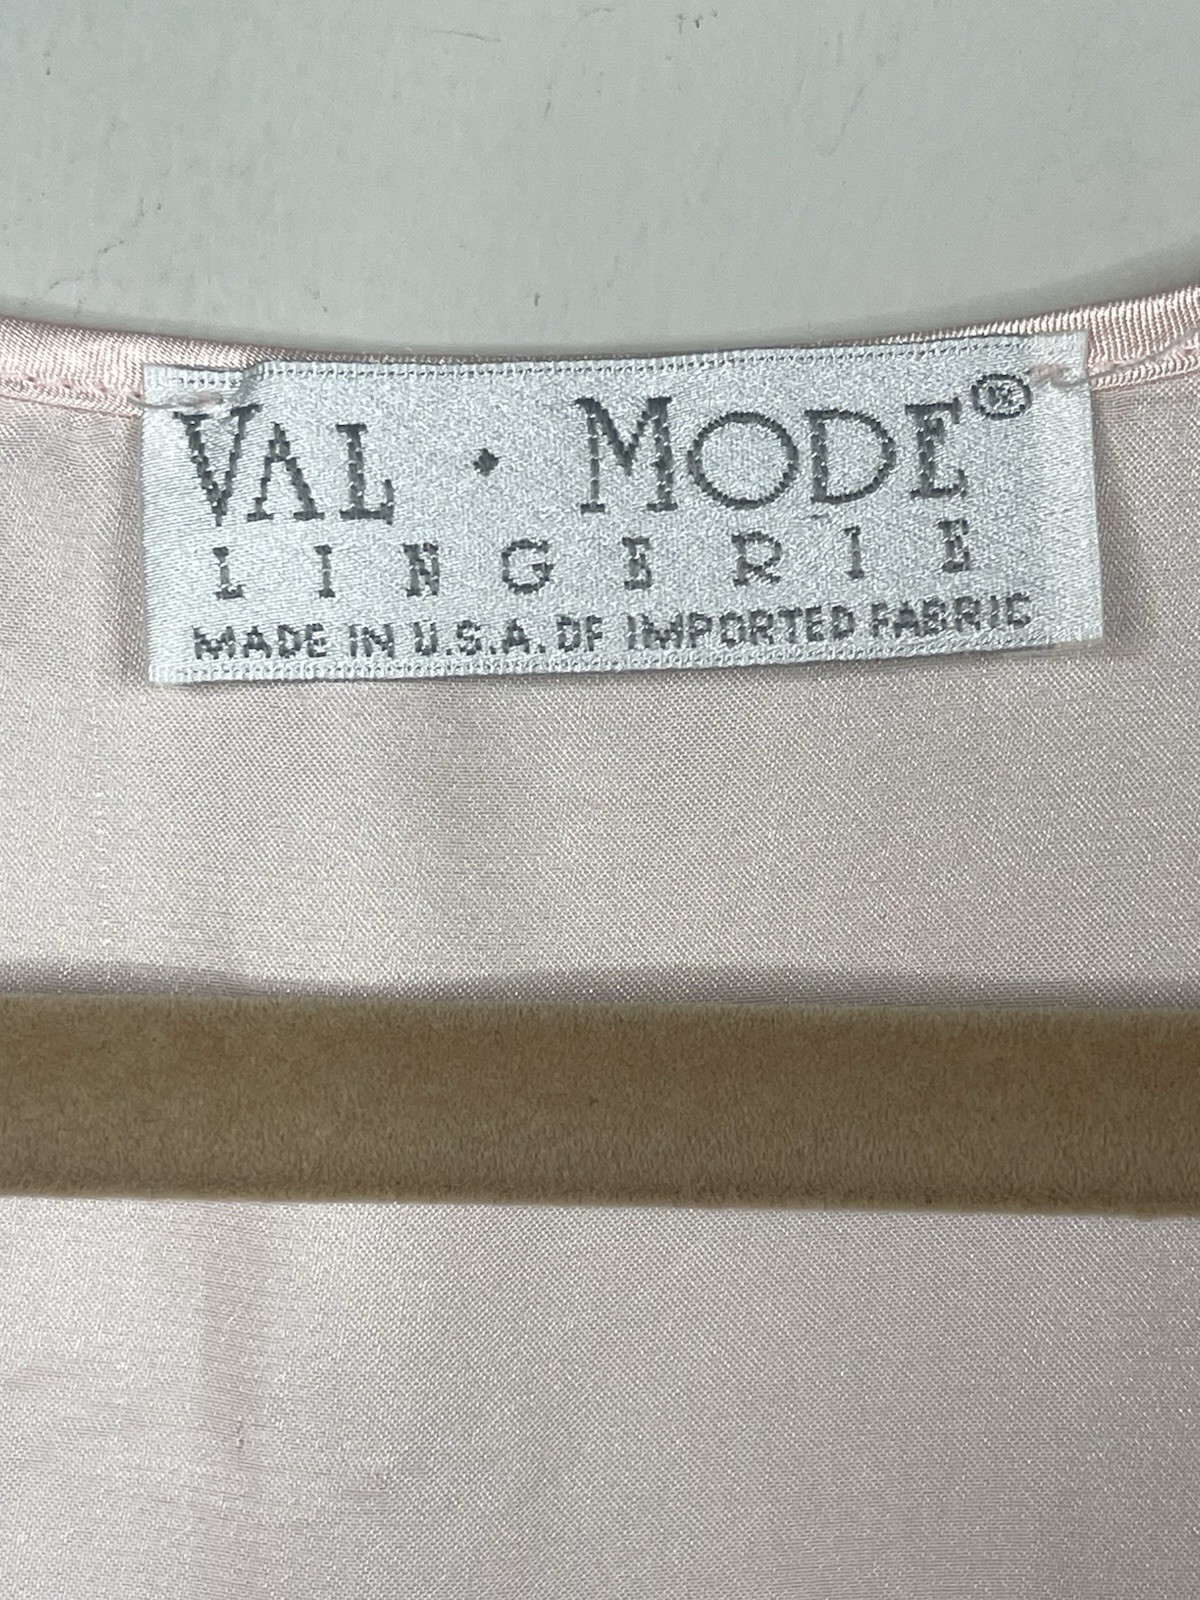 VAL · MODE®
LINGERIE
MADE IN U.S.A. OF IMPORTED FABRIC